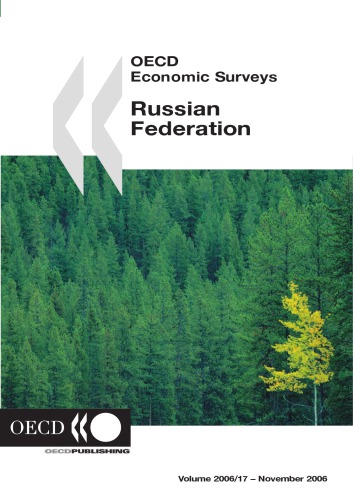 OECD
Economic Surveys
Russian
Federation
OECD
OECDPUBLISHING
Volume 2006/17 – November 2006